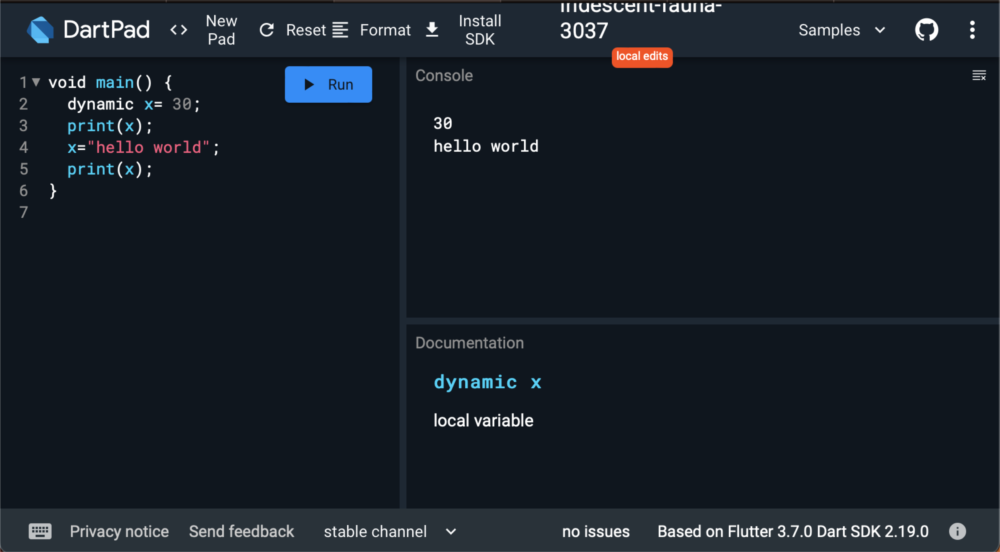 DartPad
<> New Pad
Reset
Format
Install SDK
iridescent-fauna-3037
local edits
Samples
1 void main() {
2   dynamic x= 30;
3   print(x);
4   x="hello world";
5   print(x);
6 }
7
Run
Console
30
hello world
Documentation
dynamic x
local variable
Privacy notice
Send feedback
stable channel
no issues
Based on Flutter 3.7.0 Dart SDK 2.19.0